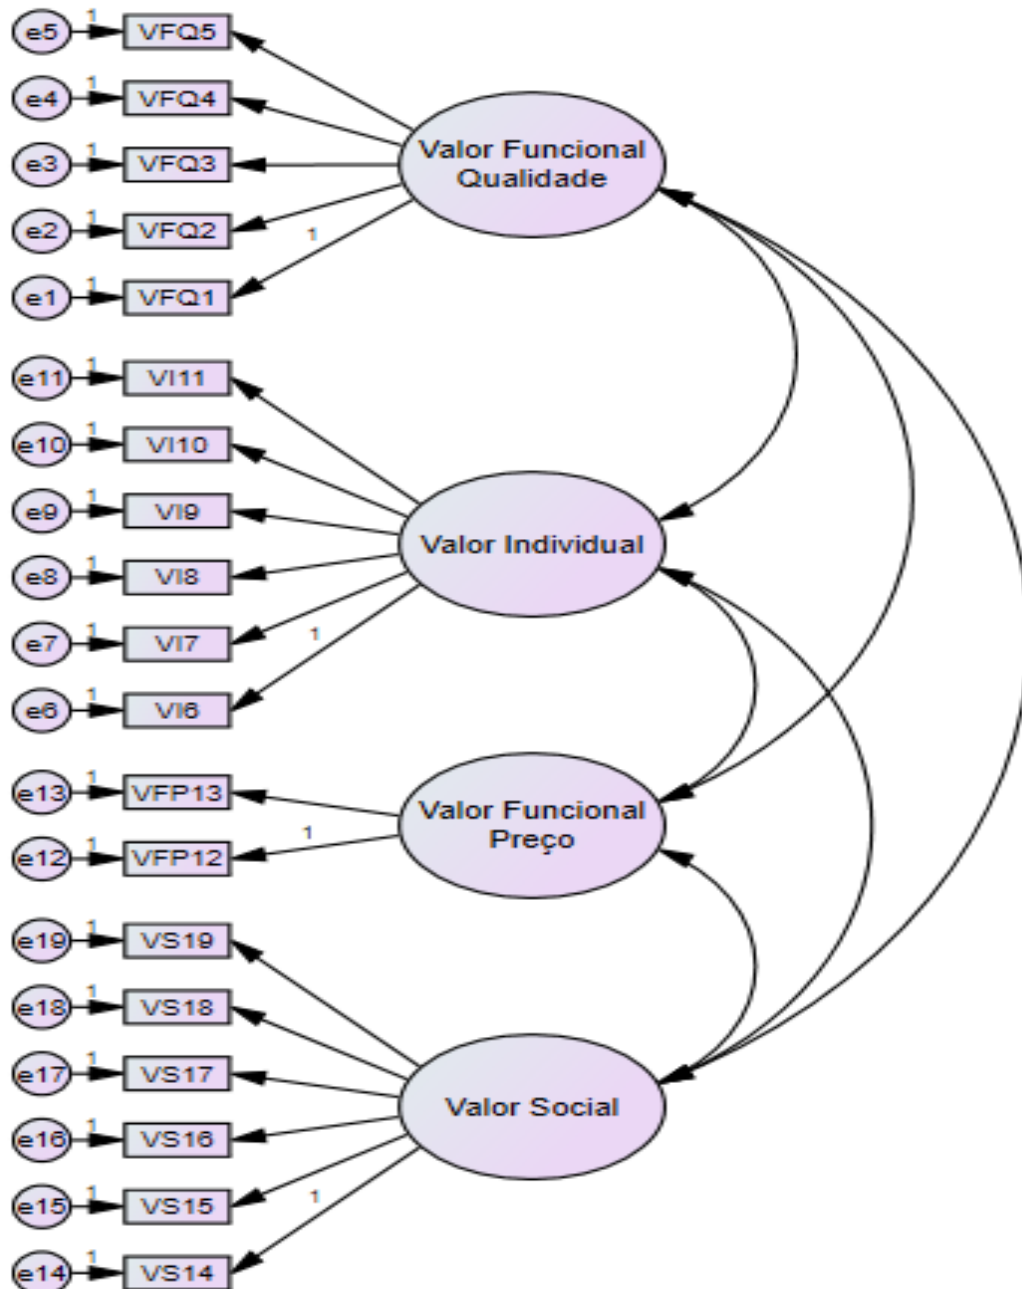 1
e5
VFQ5
1
e4
VFQ4
Valor Funcional
Qualidade
1
e3
VFQ3
1
e2
VFQ2
1
1
e1
VFQ1
1
e11
VI11
1
e10
VI10
1
e9
VI9
Valor Individual
1
e8
VI8
1
e7
VI7
1
1
e6
VI6
1
e13
VFP13
Valor Funcional
Preço
1
1
e12
VFP12
1
e19
VS19
1
e18
VS18
1
e17
VS17
Valor Social
1
e16
VS16
1
e15
VS15
1
1
e14
VS14